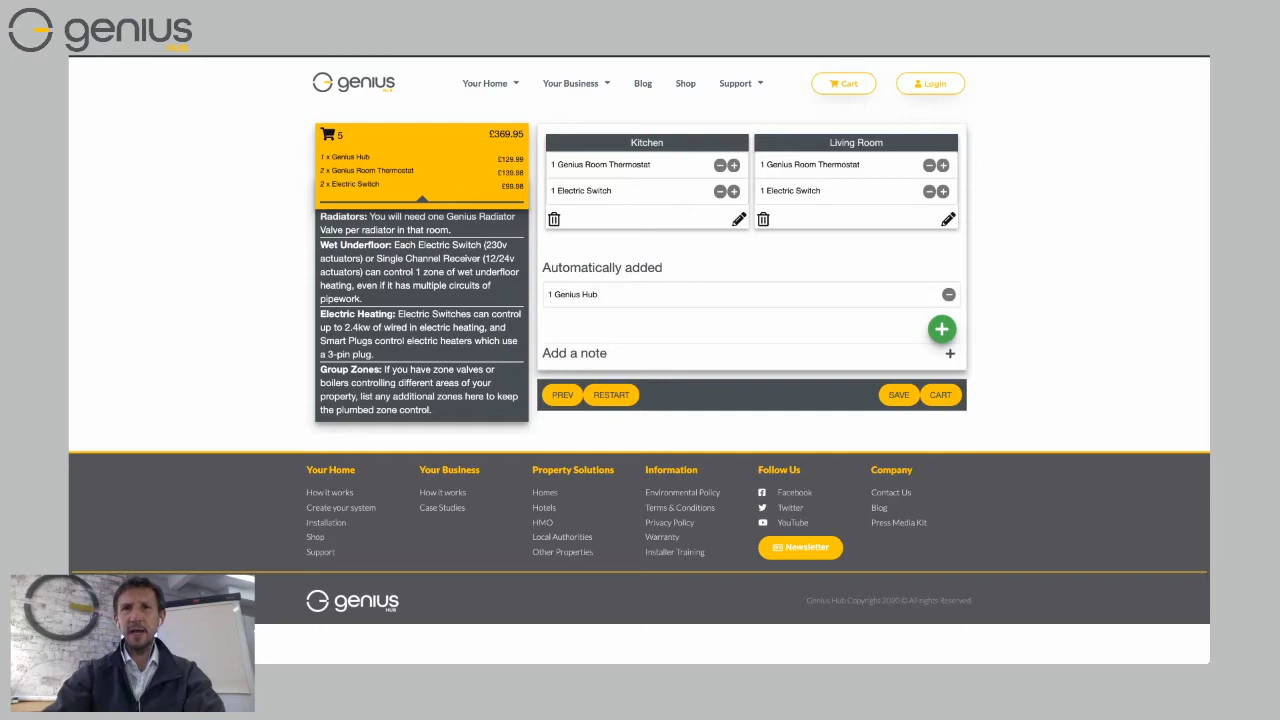 genius
HUB
genius
HUB
Your Home
Your Business
Blog
Shop
Support
Cart
Login
5
£369.95
1 x Genius Hub
£129.99
2 x Genius Room Thermostat
£139.98
2 x Electric Switch
£99.98
Radiators: You will need one Genius Radiator
Valve per radiator in that room.
Wet Underfloor: Each Electric Switch (230v
actuators) or Single Channel Receiver (12/24v
actuators) can control 1 zone of wet underfloor
heating, even if it has multiple circuits of
pipework.
Electric Heating: Electric Switches can control
up to 2.4kw of wired in electric heating, and
Smart Plugs control electric heaters which use
a 3-pin plug.
Group Zones: If you have zone valves or
boilers controlling different areas of your
property, list any additional zones here to keep
the plumbed zone control.
Kitchen
1 Genius Room Thermostat
1 Electric Switch
Living Room
1 Genius Room Thermostat
1 Electric Switch
Automatically added
1 Genius Hub
Add a note
PREV
RESTART
SAVE
CART
Your Home
How it works
Create your system
Installation
Shop
Support
Your Business
How it works
Case Studies
Property Solutions
Homes
Hotels
HMO
Local Authorities
Other Properties
Information
Environmental Policy
Terms & Conditions
Privacy Policy
Warranty
Installer Training
Follow Us
Facebook
Twitter
YouTube
Newsletter
Company
Contact Us
Blog
Press Media Kit
genius
HUB
Genius Hub Copyright 2020 © All rights Reserved.